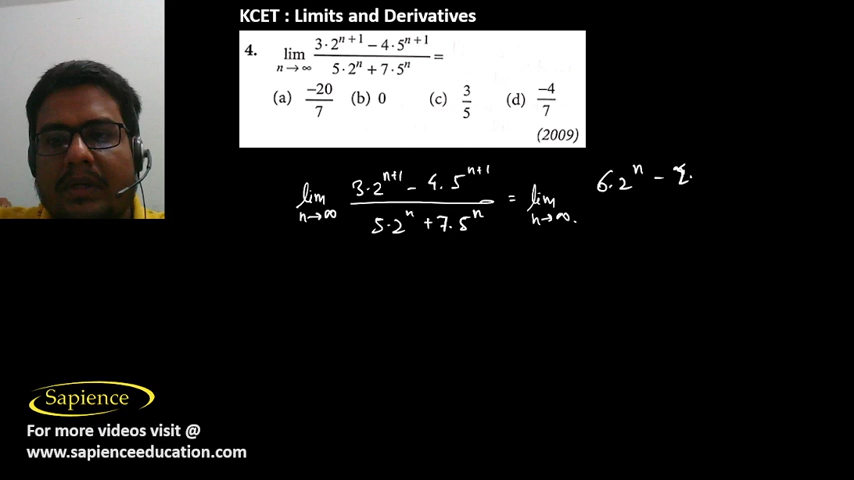 KCET : Limits and Derivatives
4. lim n→∞ (3·2^(n+1) − 4·5^(n+1)) / (5·2^n + 7·5^n) =
(a) −20/7 (b) 0 (c) 3/5 (d) −4/7
(2009)
lim n→∞ (3·2^(n+1) − 4·5^(n+1)) / (5·2^n + 7·5^n) = lim n→∞ 6·2^n −
Sapience
For more videos visit @
www.sapienceeducation.com